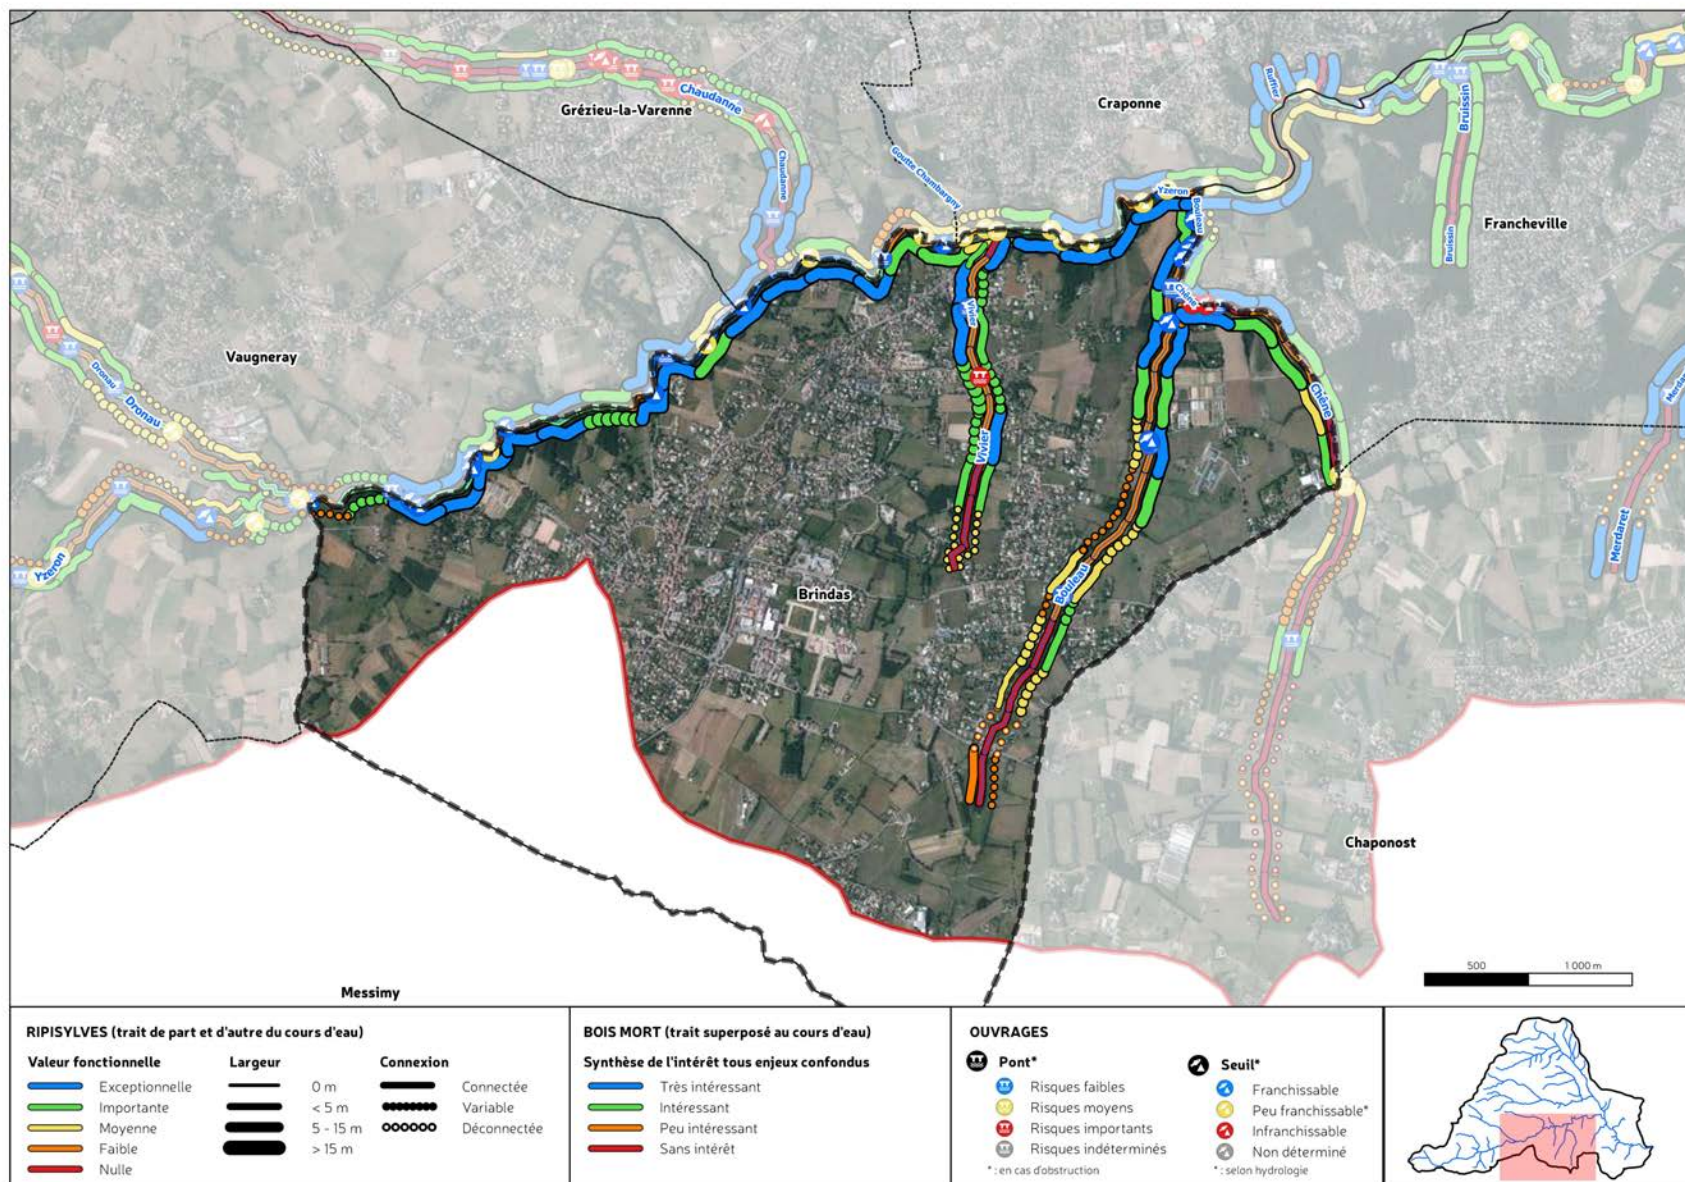 Grézieu-la-Varenne
Chaudanne
Chaudanne
Craponne
Goutte Chambargny
Ruffier
Bruissin
Bruissin
Francheville
Yzeron
Bouleau
Chêne
Chêne
Vaugneray
Dronau
Dronau
Yzeron
Vivier
Vivier
Bouleau
Brindas
Merdaret
Chaponost
Messimy
500
1 000 m
RIPISYLVES (trait de part et d'autre du cours d'eau)
Valeur fonctionnelle
Exceptionnelle
Importante
Moyenne
Faible
Nulle
Largeur
0 m
< 5 m
5 - 15 m
> 15 m
Connexion
Connectée
Variable
Déconnectée
BOIS MORT (trait superposé au cours d'eau)
Synthèse de l'intérêt tous enjeux confondus
Très intéressant
Intéressant
Peu intéressant
Sans intérêt
OUVRAGES
Pont*
Risques faibles
Risques moyens
Risques importants
Risques indéterminés
* : en cas d'obstruction
Seuil*
Franchissable
Peu franchissable*
Infranchissable
Non déterminé
* : selon hydrologie